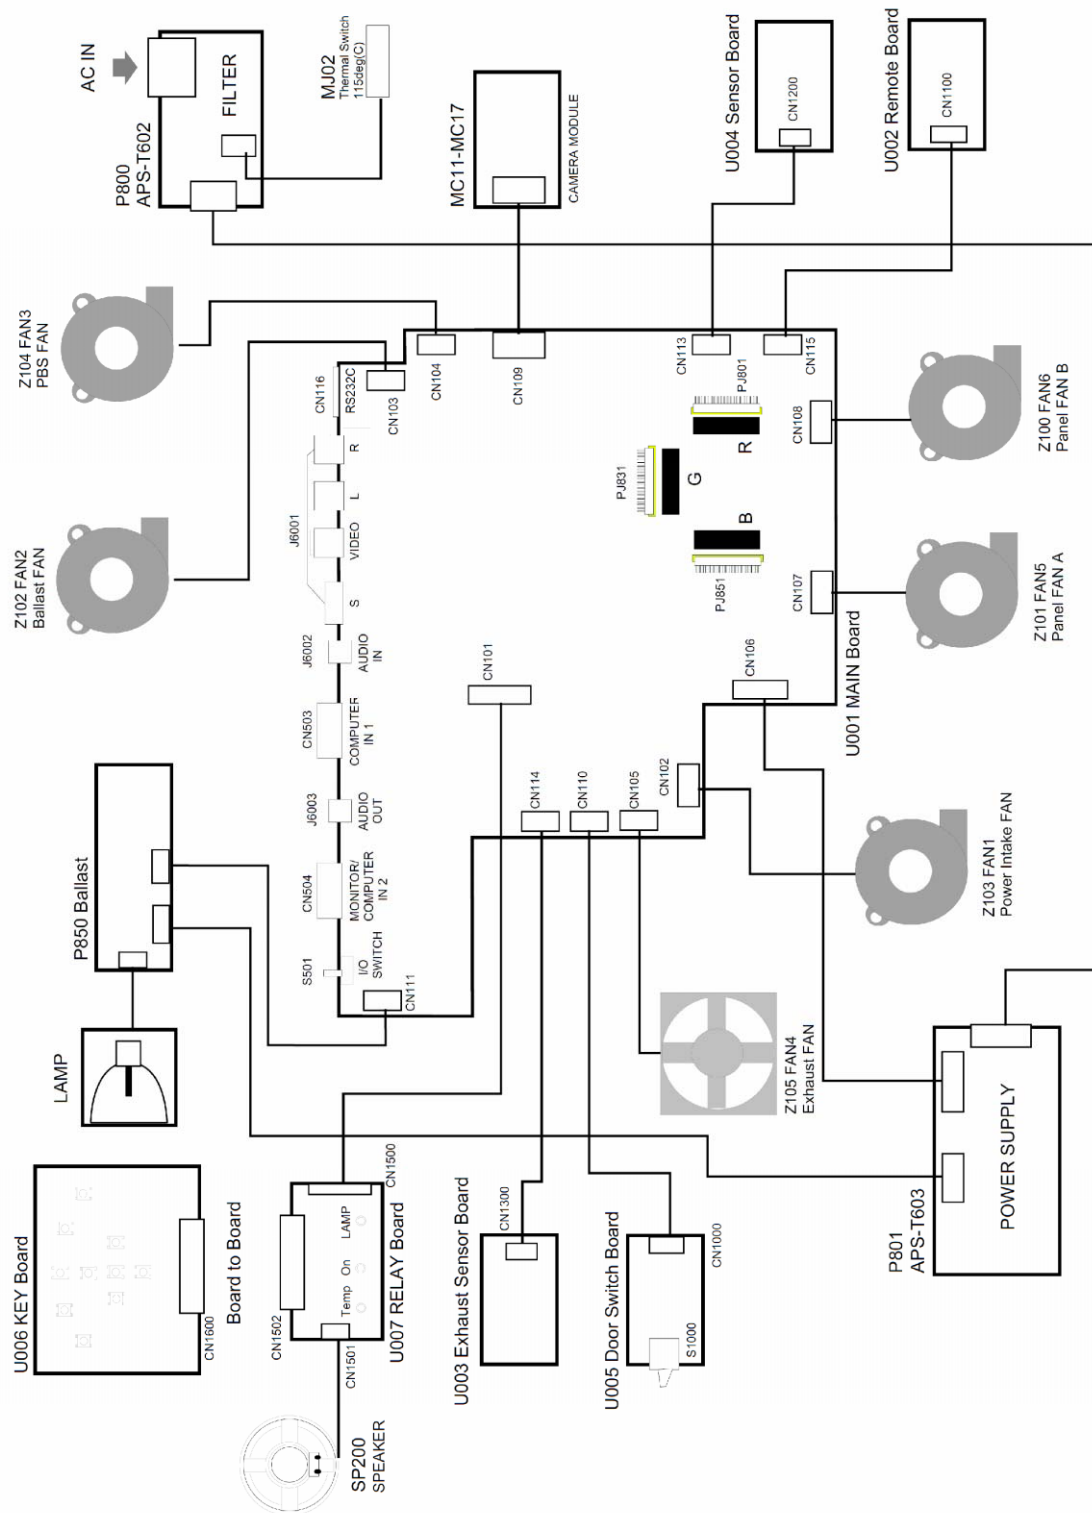 AC IN
P800
APS-T602
FILTER
MJ02
Thermal Switch
115deg(C)
MC11-MC17
CAMERA MODULE
U004 Sensor Board
CN1200
U002 Remote Board
CN1100
Z104 FAN3
PBS FAN
Z102 FAN2
Ballast FAN
CN116
RS232C
CN103
CN104
CN109
CN113
CN115
R
L
J6001
VIDEO
S
J6002
AUDIO
IN
CN503
COMPUTER
IN 1
J6003
AUDIO
OUT
CN504
MONITOR/
COMPUTER
IN 2
S501
I/O
SWITCH
CN111
CN101
PJ801
R
PJ831
G
B
PJ851
CN108
CN107
CN106
U001 MAIN Board
Z100 FAN6
Panel FAN B
Z101 FAN5
Panel FAN A
CN114
CN110
CN105
CN102
Z103 FAN1
Power Intake FAN
Z105 FAN4
Exhaust FAN
P850 Ballast
LAMP
U006 KEY Board
CN1600
Board to Board
CN1502
CN1500
Temp
On
LAMP
CN1501
U007 RELAY Board
SP200
SPEAKER
U003 Exhaust Sensor Board
CN1300
U005 Door Switch Board
CN1000
S1000
P801
APS-T603
POWER SUPPLY